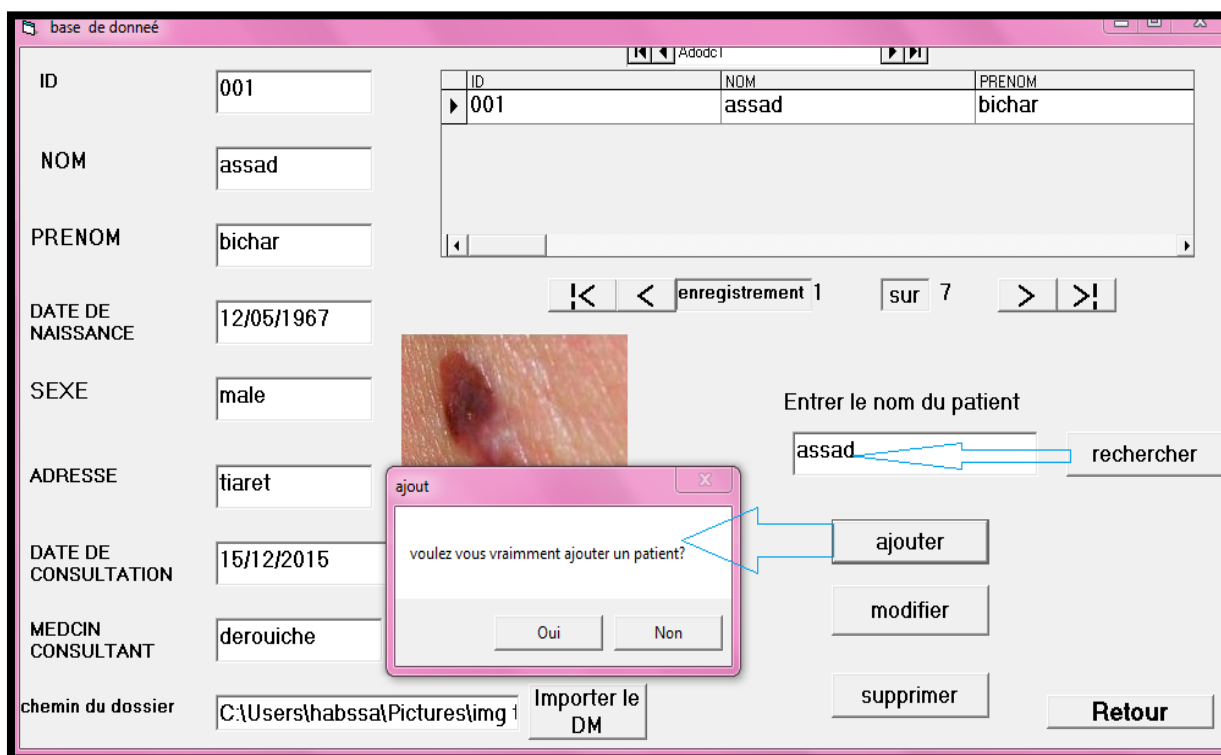 base de donneé
ID
001
NOM
assad
PRENOM
bichar
DATE DE
NAISSANCE
12/05/1967
SEXE
male
ADRESSE
tiaret
DATE DE
CONSULTATION
15/12/2015
MEDCIN
CONSULTANT
derouiche
chemin du dossier
C:\Users\habssa\Pictures\img
Importer le
DM
Adodc1
ID NOM PRENOM
001 assad bichar
|< < enregistrement 1 sur 7 > >|
Entrer le nom du patient
assad
rechercher
ajout
X
voulez vous vraimment ajouter un patient?
Oui Non
ajouter
modifier
supprimer
Retour